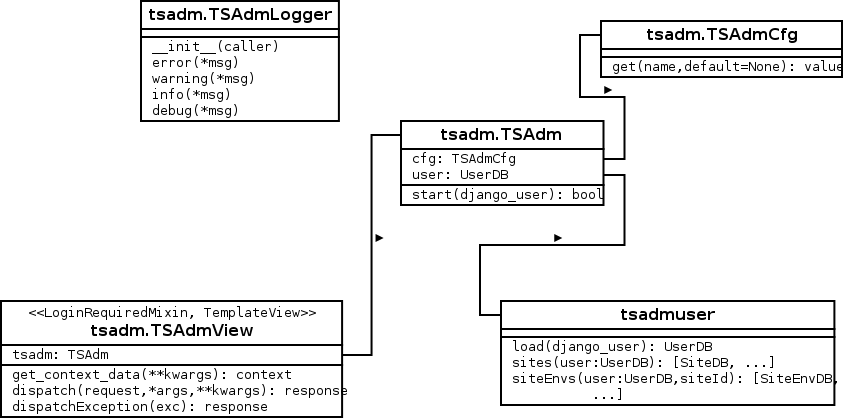 tsadm.TSAdmLogger
__init__(caller)
error(*msg)
warning(*msg)
info(*msg)
debug(*msg)
tsadm.TSAdmCfg
get(name,default=None): value
tsadm.TSAdm
cfg: TSAdmCfg
user: UserDB
start(django_user): bool
<<LoginRequiredMixin, TemplateView>>
tsadm.TSAdmView
tsadm: TSAdm
get_context_data(**kwargs): context
dispatch(request,*args,**kwargs): response
dispatchException(exc): response
tsadmuser
load(django_user): UserDB
sites(user:UserDB): [SiteDB, ...]
siteEnvs(user:UserDB,siteId): [SiteEnvDB,
...]